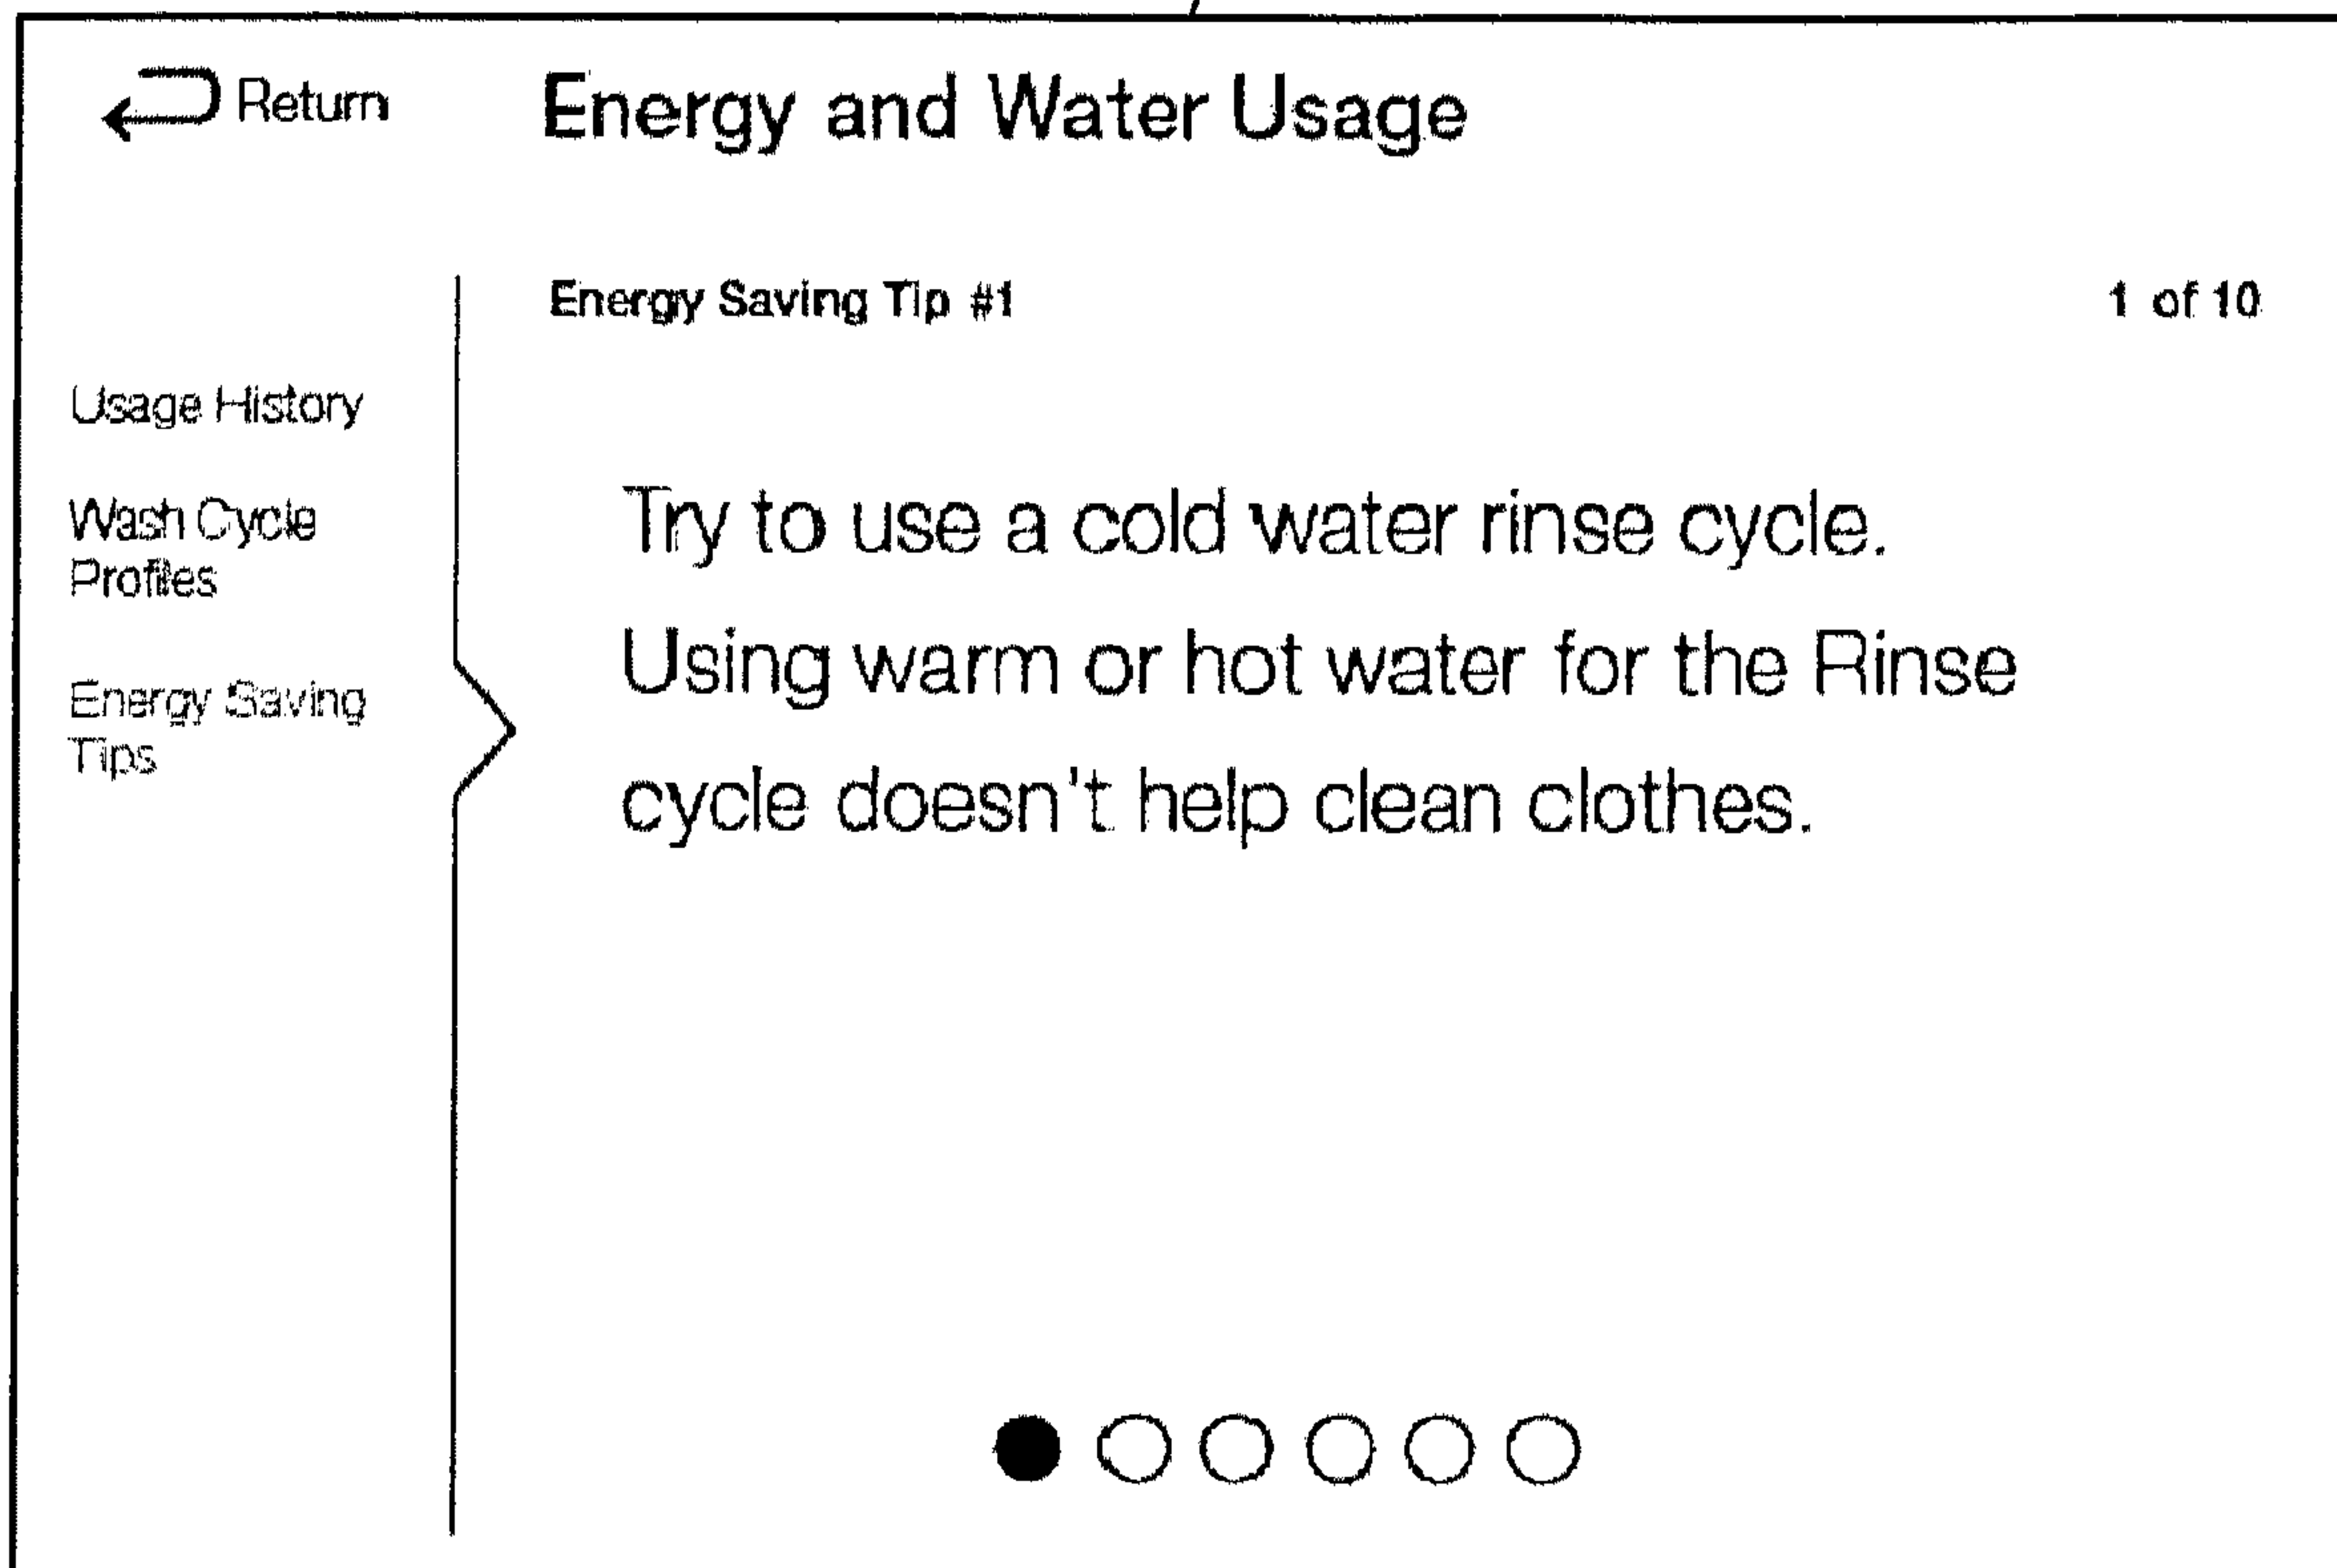 Return
Energy and Water Usage
Energy Saving Tip #1
1 of 10
Usage History
Wash Cycle
Profiles
Energy Saving
Tips
Try to use a cold water rinse cycle.
Using warm or hot water for the Rinse
cycle doesn't help clean clothes.